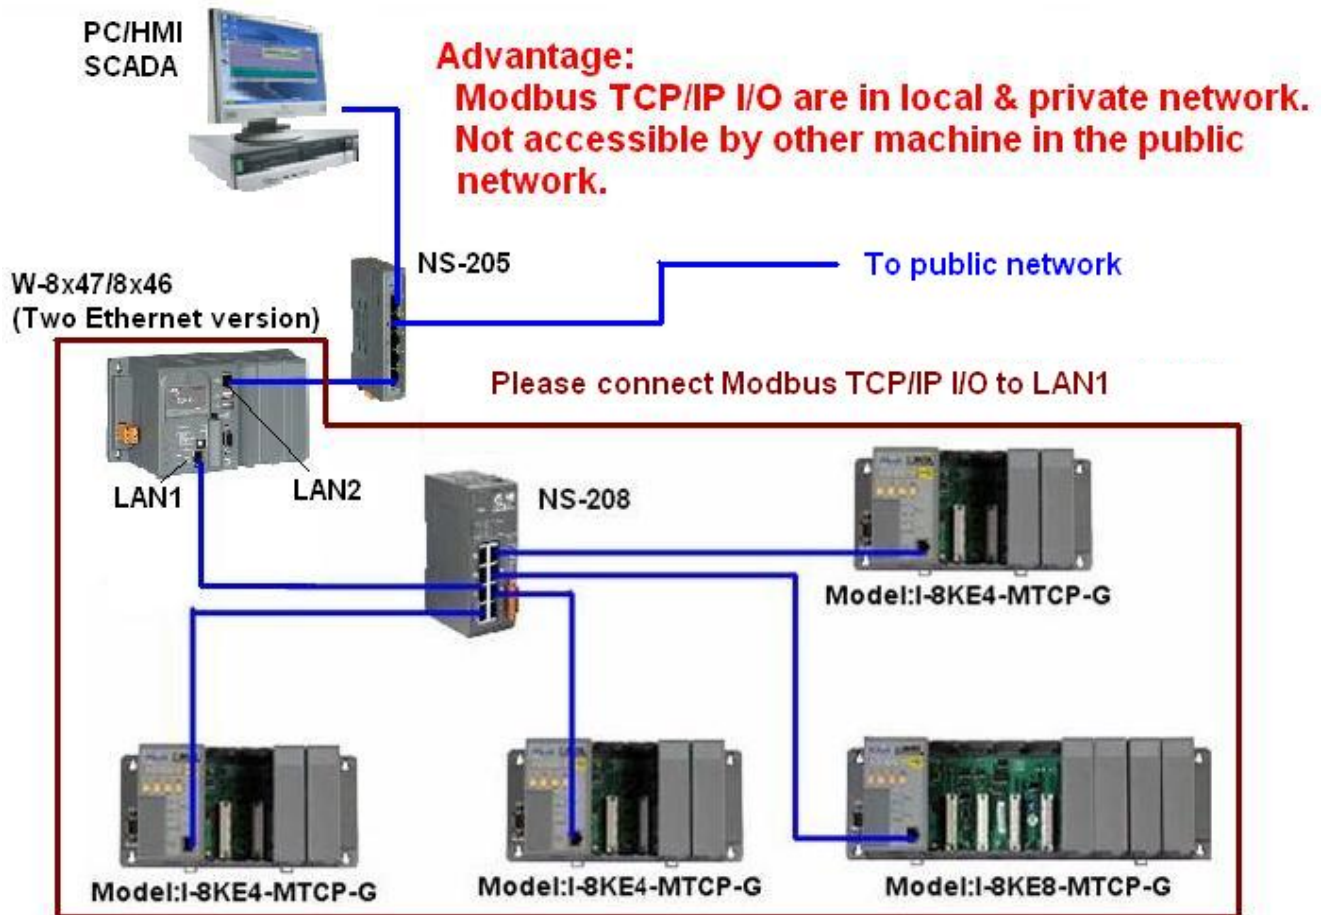 PC/HMI
SCADA
Advantage:
Modbus TCP/IP I/O are in local & private network.
Not accessible by other machine in the public
network.
NS-205
To public network
W-8x47/8x46
(Two Ethernet version)
Please connect Modbus TCP/IP I/O to LAN1
LAN1
LAN2
NS-208
Model:I-8KE4-MTCP-G
Model:I-8KE4-MTCP-G
Model:I-8KE4-MTCP-G
Model:I-8KE8-MTCP-G